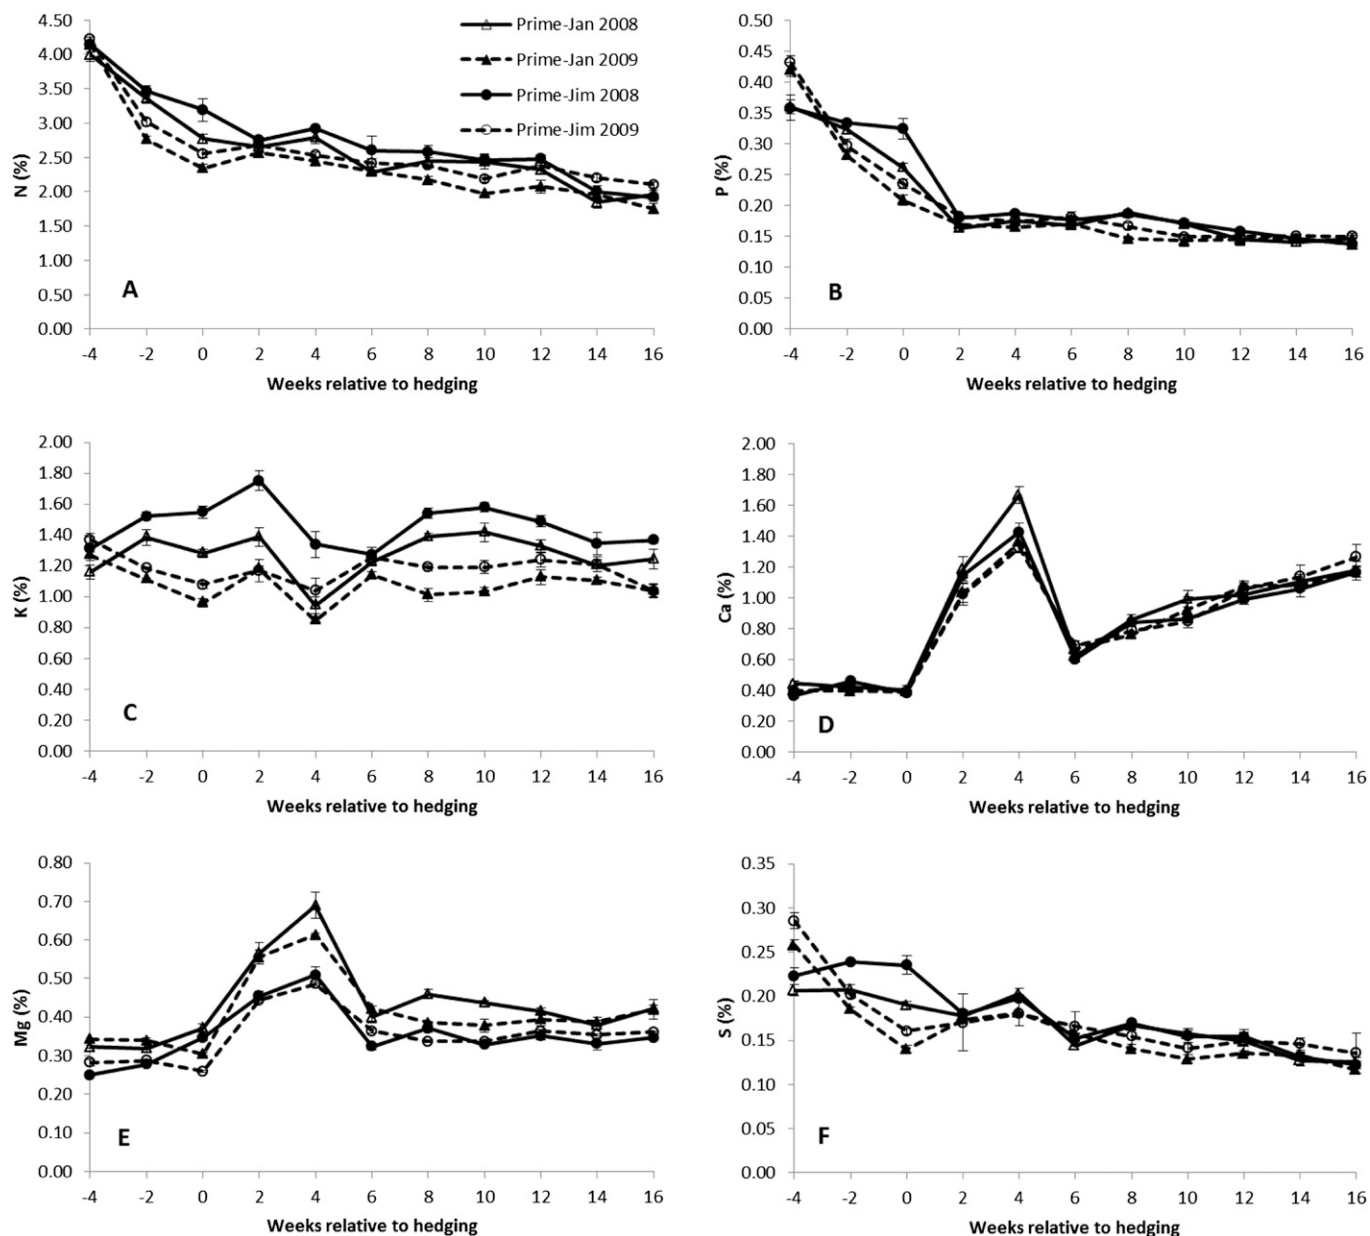 Prime-Jan 2008
Prime-Jan 2009
Prime-Jim 2008
Prime-Jim 2009
4.50
4.00
3.50
3.00
2.50
2.00
1.50
1.00
0.50
0.00
N (%)
A
-4 -2 0 2 4 6 8 10 12 14 16
Weeks relative to hedging
0.50
0.45
0.40
0.35
0.30
0.25
0.20
0.15
0.10
0.05
0.00
P (%)
B
-4 -2 0 2 4 6 8 10 12 14 16
Weeks relative to hedging
2.00
1.80
1.60
1.40
1.20
1.00
0.80
0.60
0.40
0.20
0.00
K (%)
C
-4 -2 0 2 4 6 8 10 12 14 16
Weeks relative to hedging
2.00
1.80
1.60
1.40
1.20
1.00
0.80
0.60
0.40
0.20
0.00
Ca (%)
D
-4 -2 0 2 4 6 8 10 12 14 16
Weeks relative to hedging
0.80
0.70
0.60
0.50
0.40
0.30
0.20
0.10
0.00
Mg (%)
E
-4 -2 0 2 4 6 8 10 12 14 16
Weeks relative to hedging
0.35
0.30
0.25
0.20
0.15
0.10
0.05
0.00
S (%)
F
-4 -2 0 2 4 6 8 10 12 14 16
Weeks relative to hedging